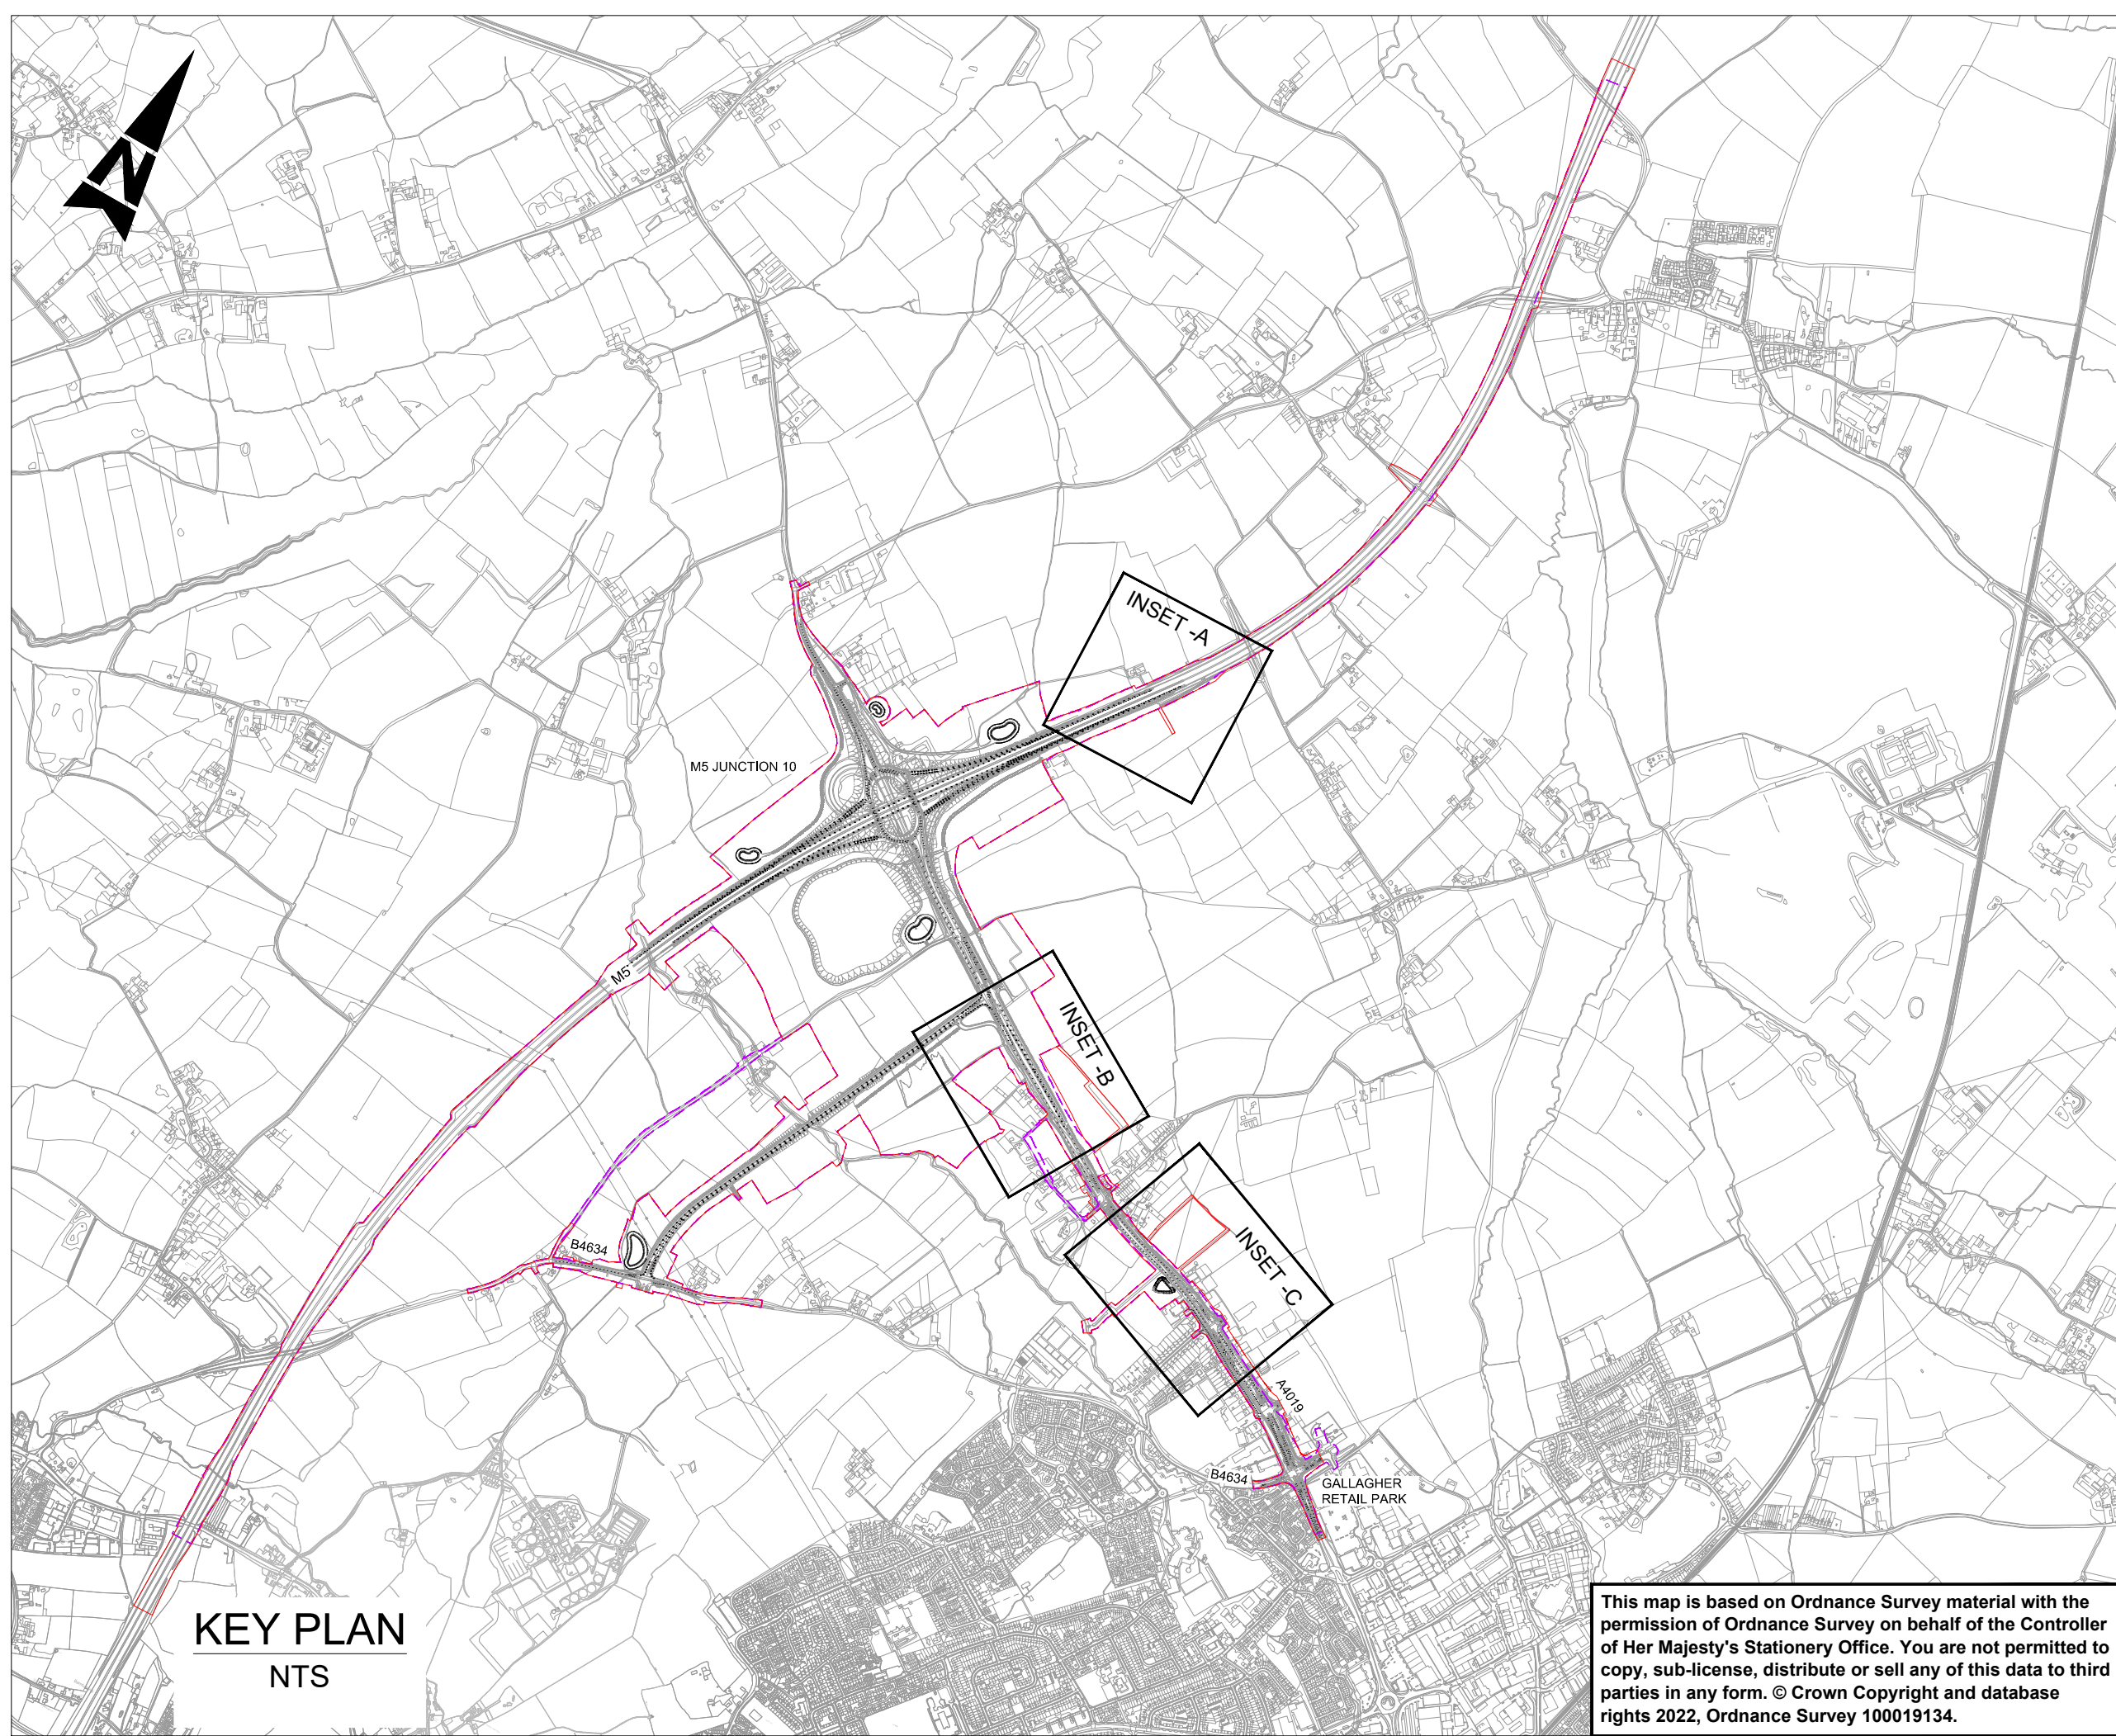 N
INSET -A
M5 JUNCTION 10
M5
INSET -B
B4634
INSET -C
A4019
B4634
GALLAGHER
RETAIL PARK
KEY PLAN
NTS
This map is based on Ordnance Survey material with the
permission of Ordnance Survey on behalf of the Controller
of Her Majesty's Stationery Office. You are not permitted to
copy, sub-license, distribute or sell any of this data to third
parties in any form. © Crown Copyright and database
rights 2022, Ordnance Survey 100019134.